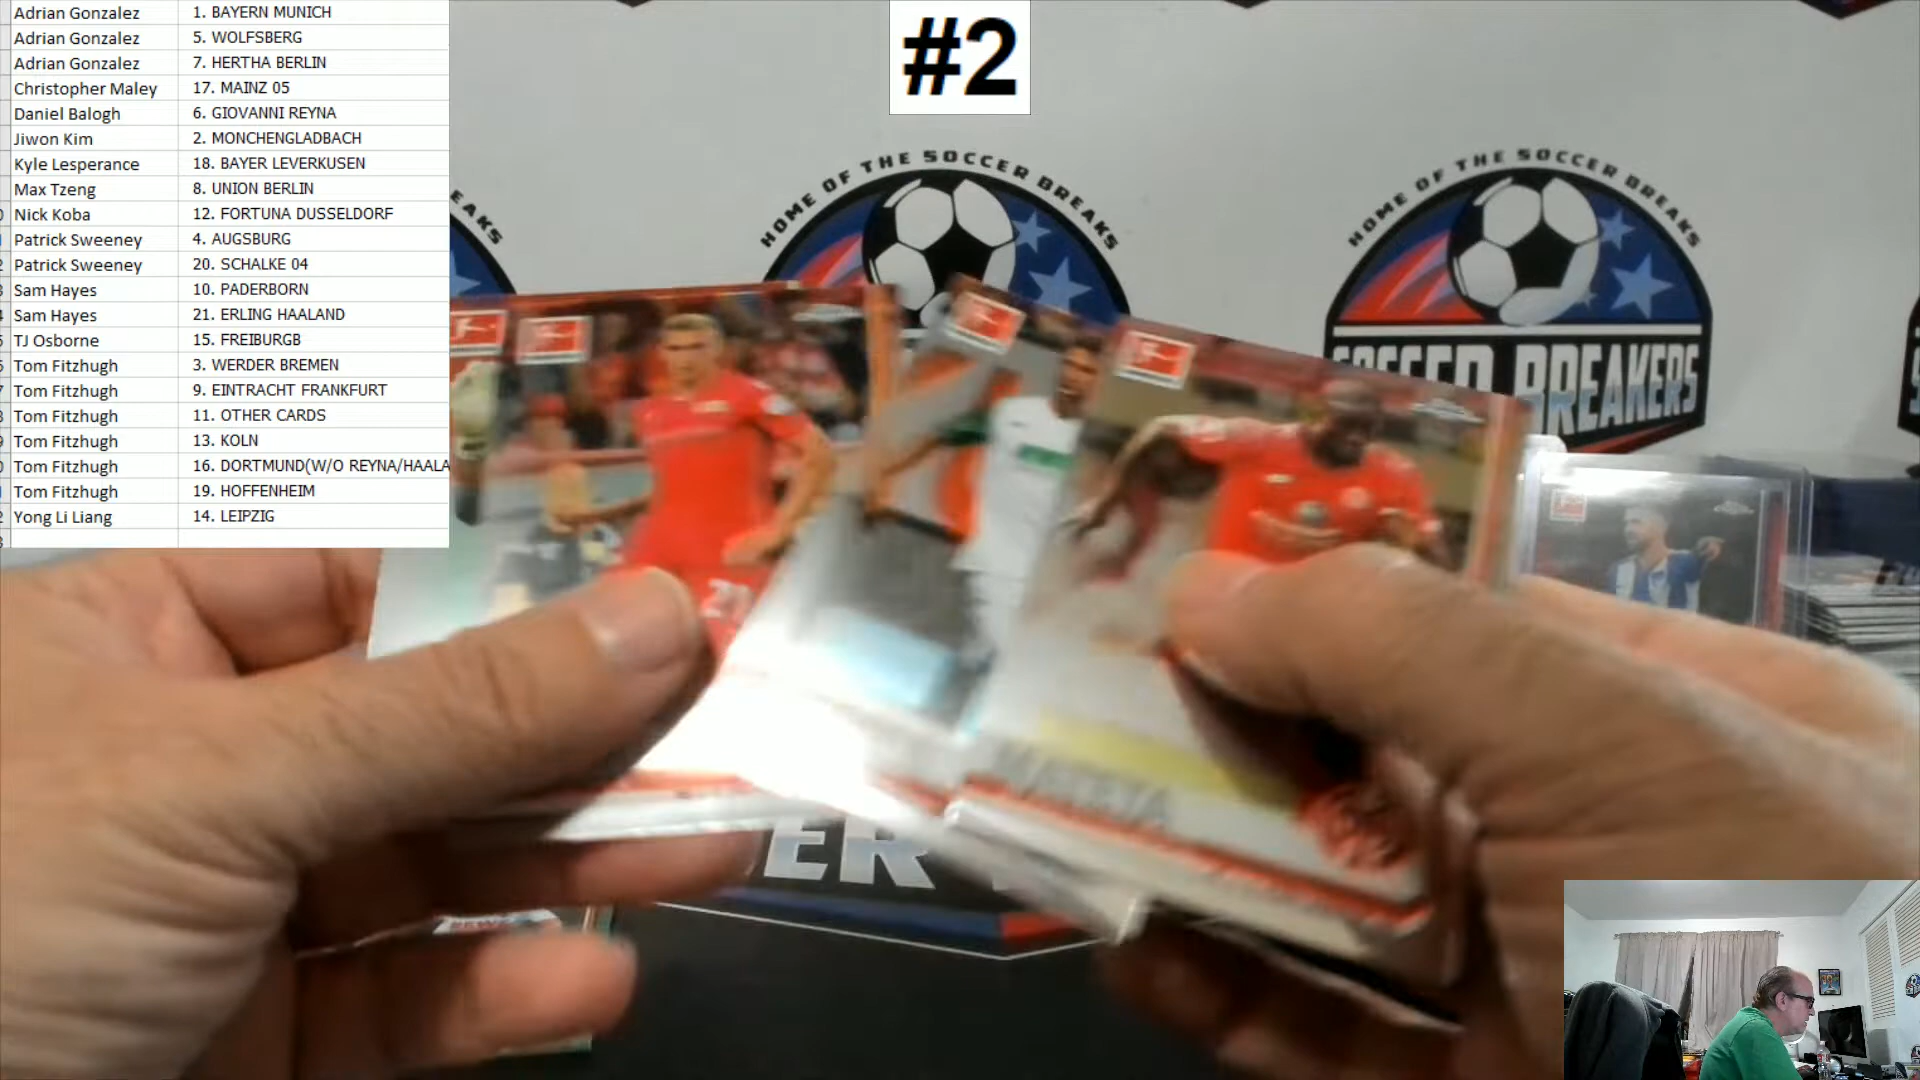 Adrian Gonzalez 1. BAYERN MUNICH
Adrian Gonzalez 5. WOLFSBERG
Adrian Gonzalez 7. HERTHA BERLIN
Christopher Maley 17. MAINZ 05
Daniel Balogh 6. GIOVANNI REYNA
Jiwon Kim 2. MONCHENGLADBACH
Kyle Lesperance 18. BAYER LEVERKUSEN
Max Tzeng 8. UNION BERLIN
Nick Koba 12. FORTUNA DUSSELDORF
Patrick Sweeney 4. AUGSBURG
Patrick Sweeney 20. SCHALKE 04
Sam Hayes 10. PADERBORN
Sam Hayes 21. ERLING HAALAND
TJ Osborne 15. FREIBURGB
Tom Fitzhugh 3. WERDER BREMEN
Tom Fitzhugh 9. EINTRACHT FRANKFURT
Tom Fitzhugh 11. OTHER CARDS
Tom Fitzhugh 13. KOLN
Tom Fitzhugh 16. DORTMUND(W/O REYNA/HAALA
Tom Fitzhugh 19. HOFFENHEIM
Yong Li Liang 14. LEIPZIG
#2
EAKS
HOME OF THE SOCCER BREAKS
HOME OF THE SOCCER BREAKS
SOCCER BREAKERS
ER